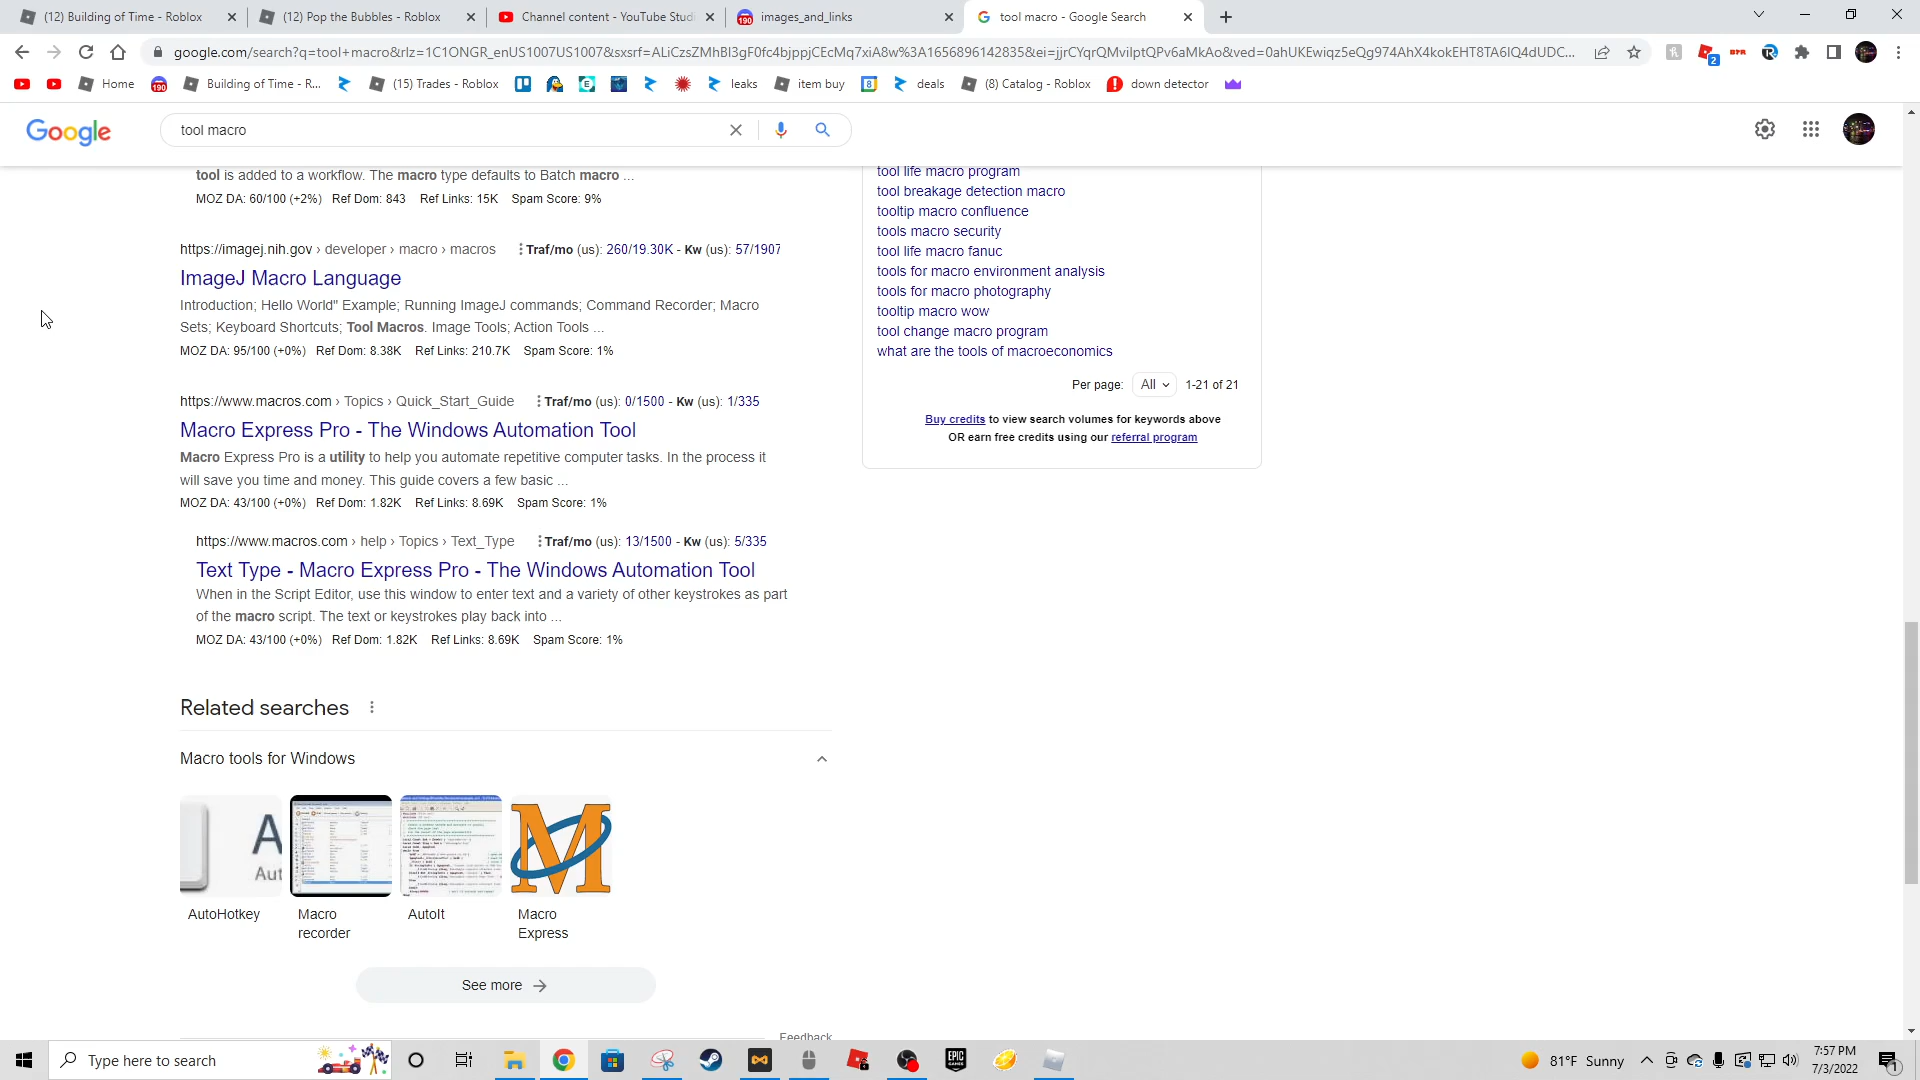 (12) Building of Time - Roblox
(12) Pop the Bubbles - Roblox
Channel content - YouTube Studi
190
images_and_links
tool macro - Google Search
google.com/search?q=tool+macro&rlz=1C1ONGR_enUS1007US1007&sxsrf=ALiCzsZMhBI3gF0fc4bjppjCEcMq7xiA8w%3A1656896142835&ei=jjrCYqrQMviIptQPv6aMkAo&ved=0ahUKEwiqz5eQg974AhX4kokEHT8TA6IQ4dUDC...
2
Home
190
Building of Time - R...
(15) Trades - Roblox
leaks
item buy
8
deals
(8) Catalog - Roblox
down detector
Google
tool macro
tool is added to a workflow. The macro type defaults to Batch macro ...
MOZ DA: 60/100 (+2%) Ref Dom: 843 Ref Links: 15K Spam Score: 9%
https://imagej.nih.gov › developer › macro › macros
Traf/mo (us): 260/19.30K - Kw (us): 57/1907
ImageJ Macro Language
Introduction; Hello World" Example; Running ImageJ commands; Command Recorder; Macro
Sets; Keyboard Shortcuts; Tool Macros. Image Tools; Action Tools ...
MOZ DA: 95/100 (+0%) Ref Dom: 8.38K Ref Links: 210.7K Spam Score: 1%
https://www.macros.com › Topics › Quick_Start_Guide
Traf/mo (us): 0/1500 - Kw (us): 1/335
Macro Express Pro - The Windows Automation Tool
Macro Express Pro is a utility to help you automate repetitive computer tasks. In the process it
will save you time and money. This guide covers a few basic ...
MOZ DA: 43/100 (+0%) Ref Dom: 1.82K Ref Links: 8.69K Spam Score: 1%
https://www.macros.com › help › Topics › Text_Type
Traf/mo (us): 13/1500 - Kw (us): 5/335
Text Type - Macro Express Pro - The Windows Automation Tool
When in the Script Editor, use this window to enter text and a variety of other keystrokes as part
of the macro script. The text or keystrokes play back into ...
MOZ DA: 43/100 (+0%) Ref Dom: 1.82K Ref Links: 8.69K Spam Score: 1%
Related searches
Macro tools for Windows
A
Aut
M
AutoHotkey
Macro
recorder
AutoIt
Macro
Express
See more
Feedback
tool life macro program
tool breakage detection macro
tooltip macro confluence
tools macro security
tool life macro fanuc
tools for macro environment analysis
tools for macro photography
tooltip macro wow
tool change macro program
what are the tools of macroeconomics
Per page: All 1-21 of 21
Buy credits to view search volumes for keywords above
OR earn free credits using our referral program
Type here to search
EPIC
GAMES
81°F Sunny
7:57 PM
7/3/2022
1